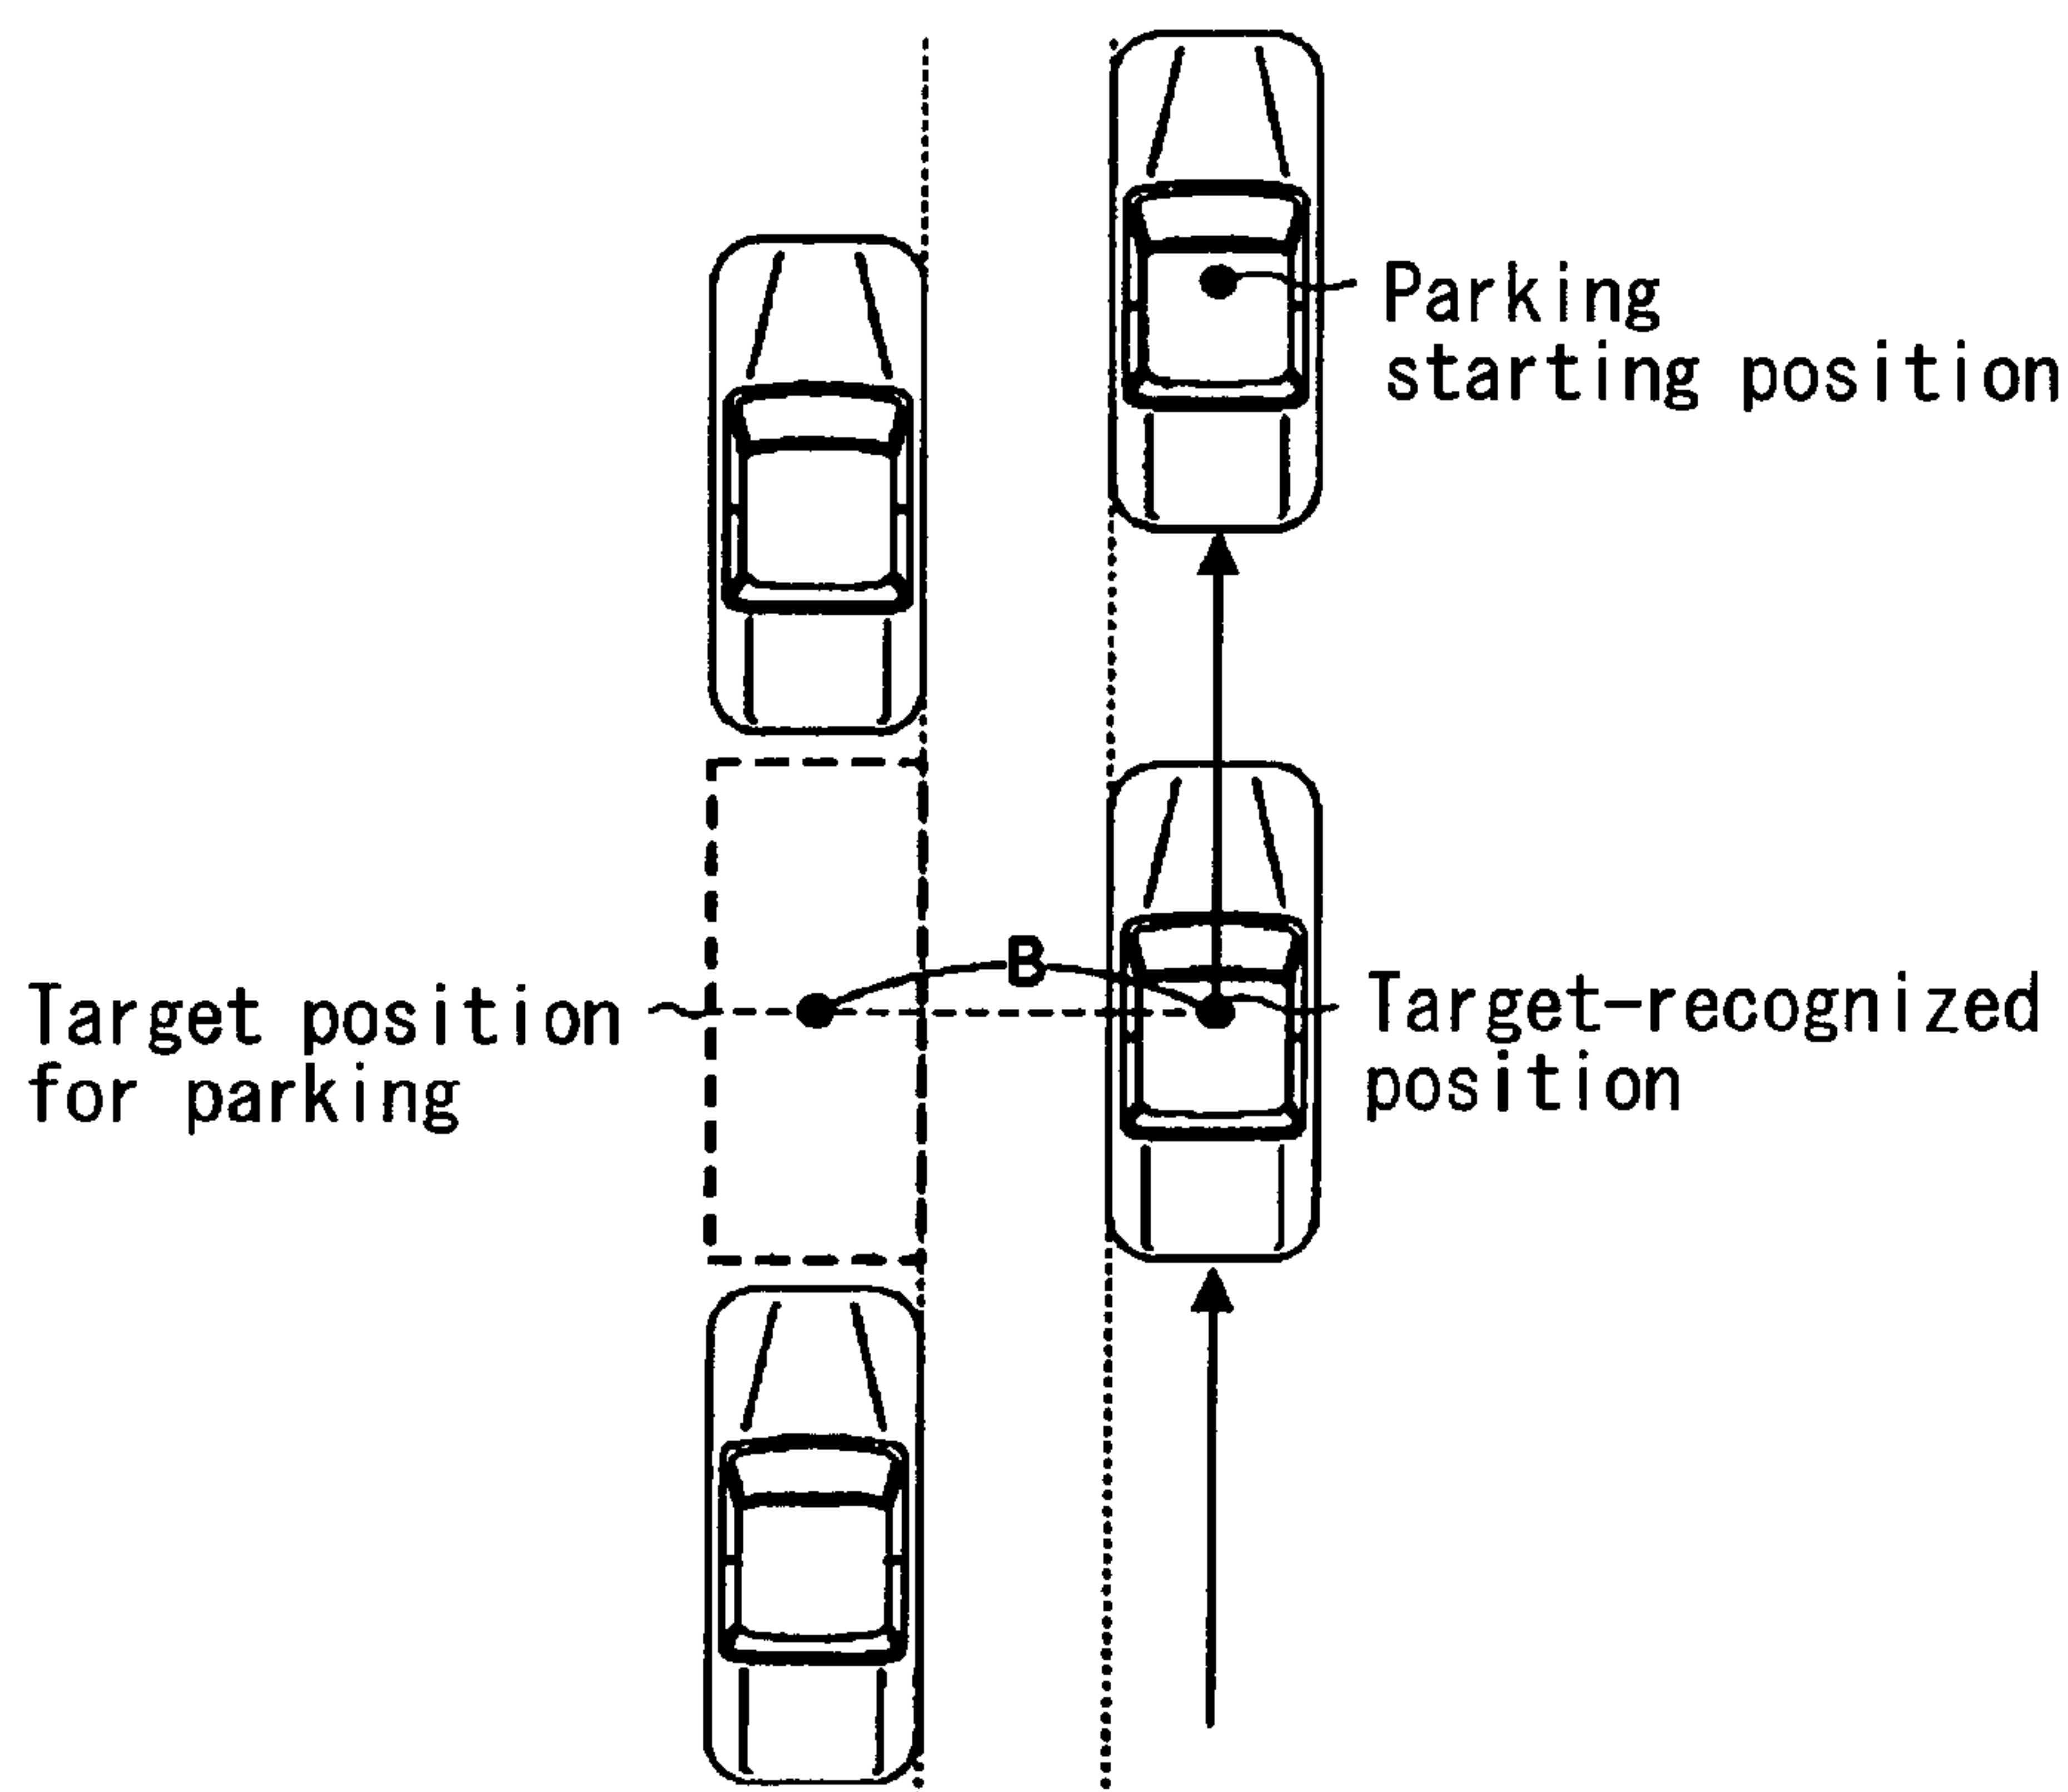 Parking
starting position
B
Target position
for parking
Target-recognized
position